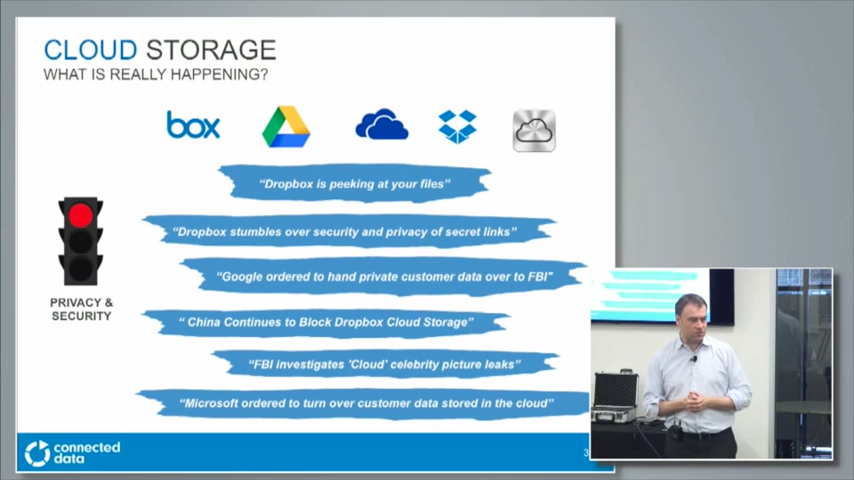 CLOUD STORAGE
WHAT IS REALLY HAPPENING?
box
“Dropbox is peeking at your files”
“Dropbox stumbles over security and privacy of secret links”
“Google ordered to hand private customer data over to FBI"
“ China Continues to Block Dropbox Cloud Storage”
PRIVACY &
SECURITY
“FBI investigates 'Cloud' celebrity picture leaks”
“Microsoft ordered to turn over customer data stored in the cloud”
connected
data
3